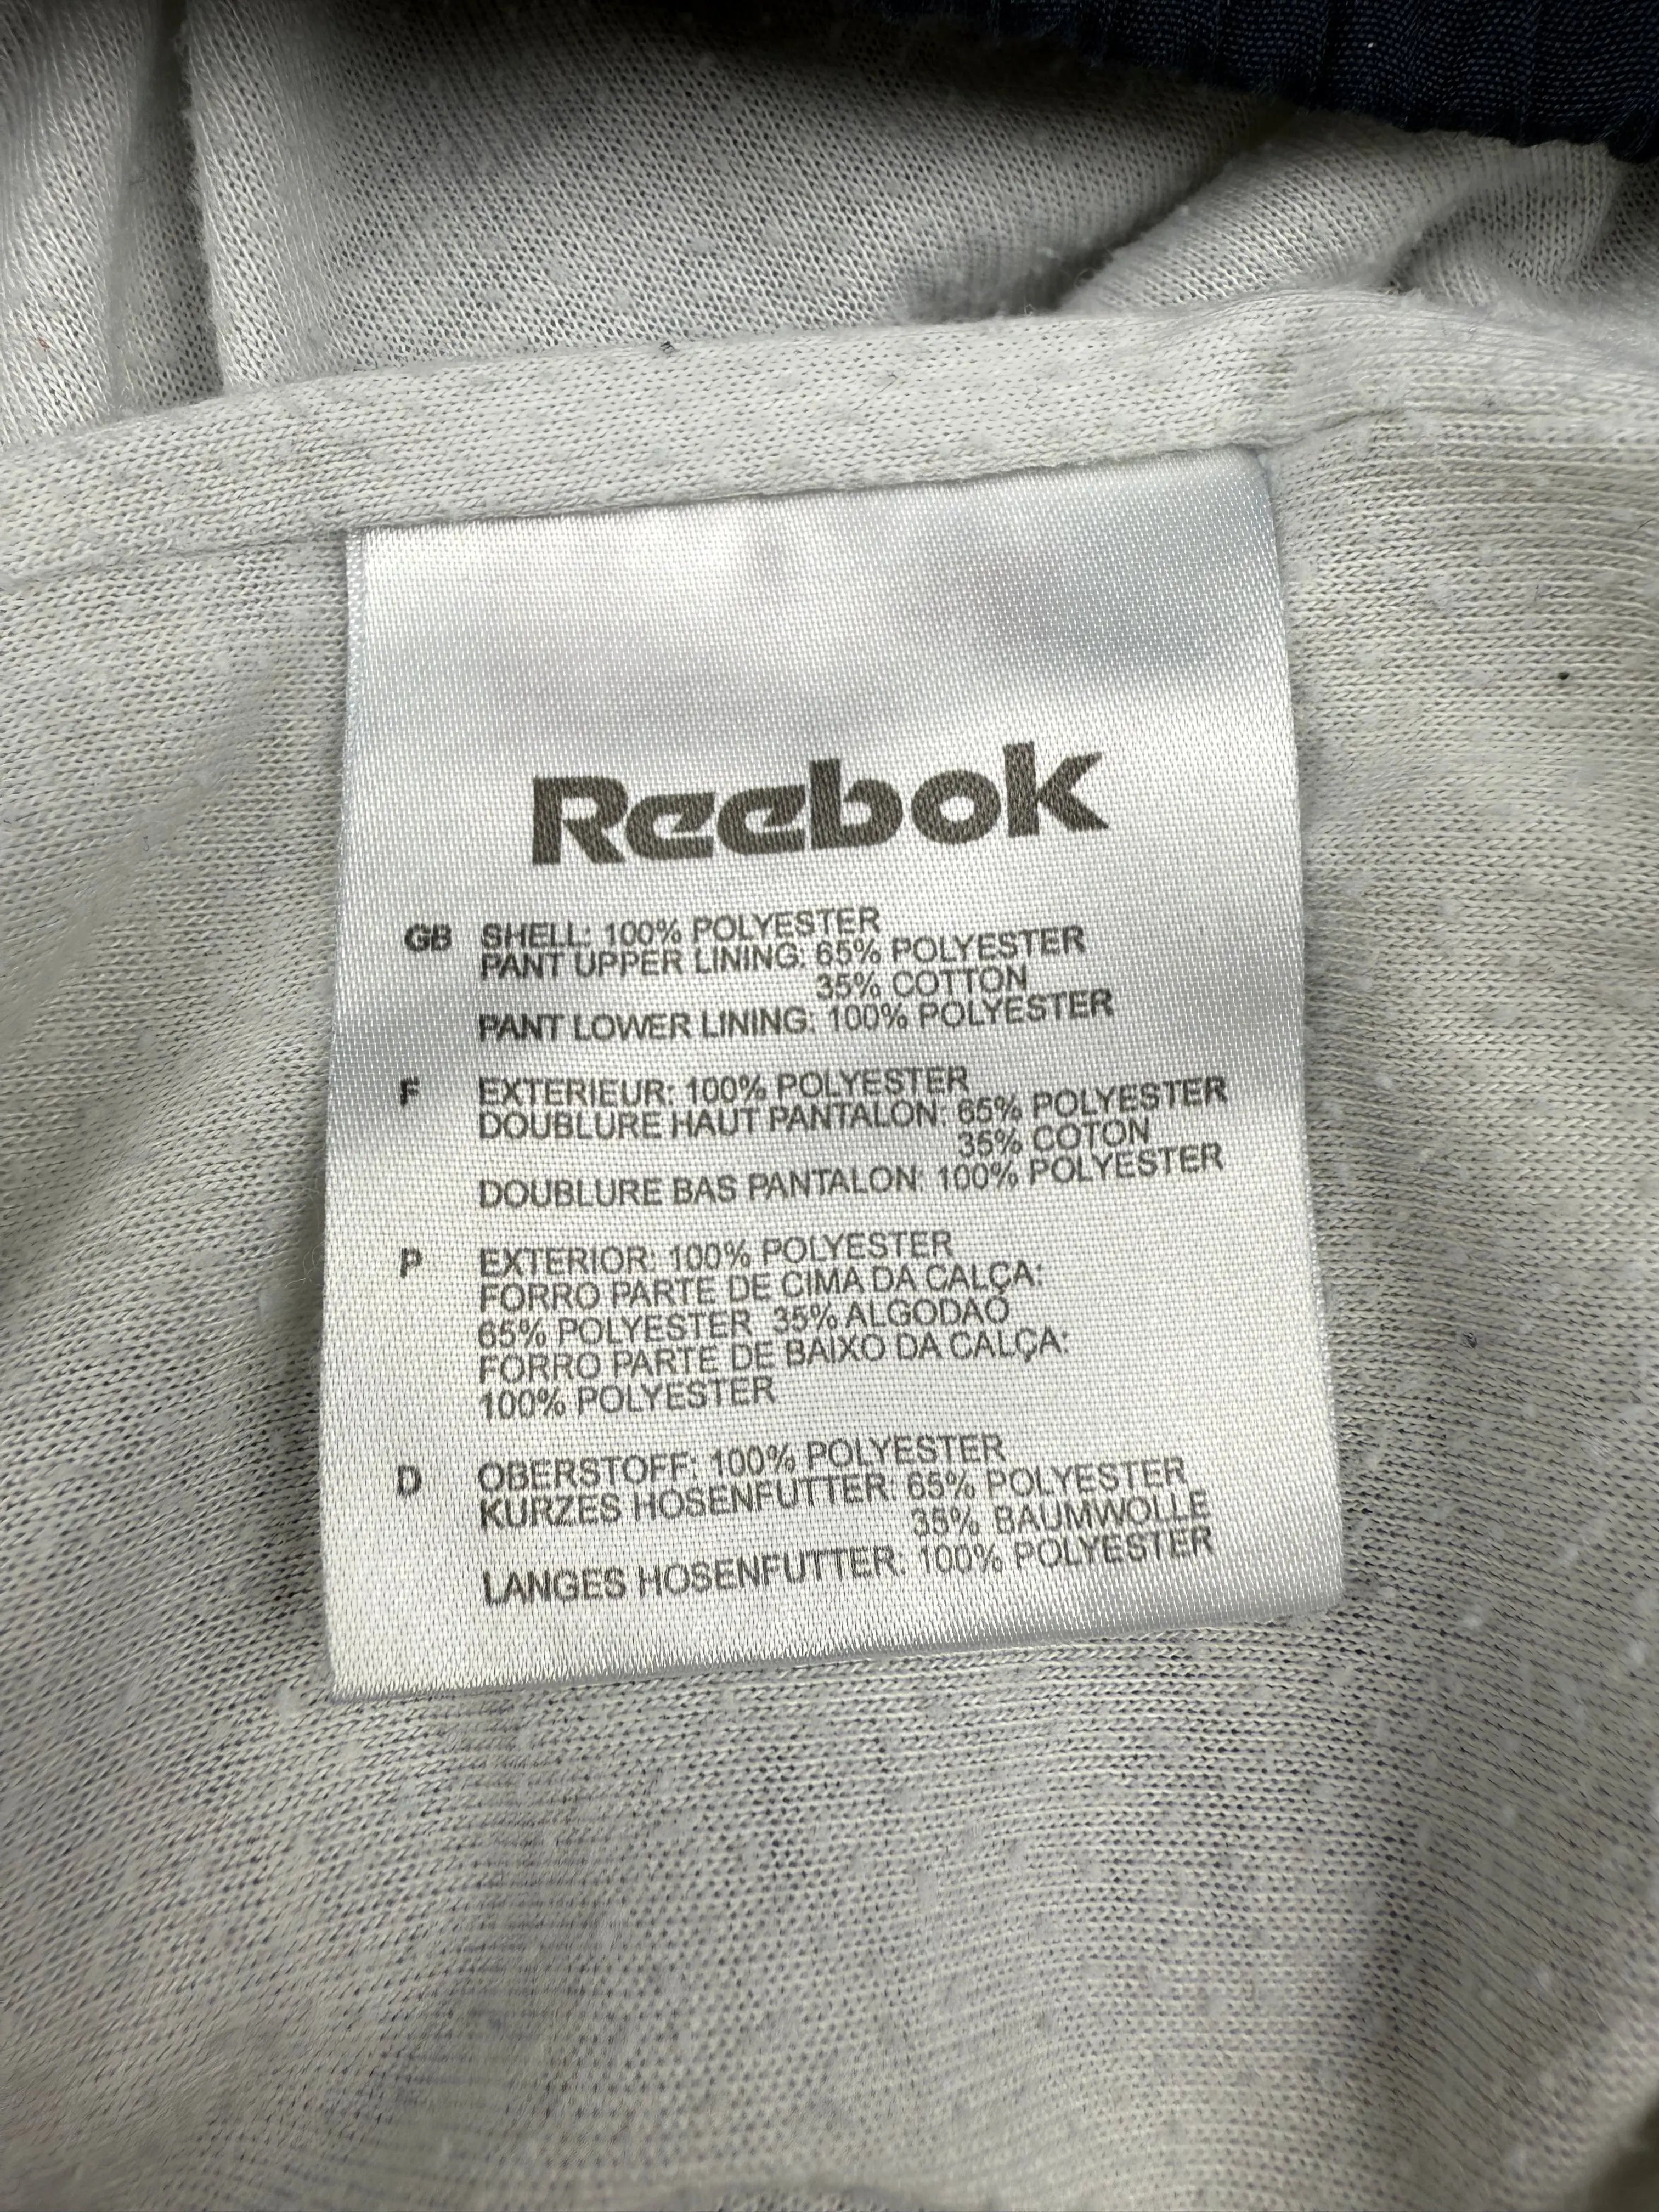 Reebok
GB SHELL: 100% POLYESTER
PANT UPPER LINING: 65% POLYESTER
35% COTTON
PANT LOWER LINING: 100% POLYESTER
F EXTERIEUR: 100% POLYESTER
DOUBLURE HAUT PANTALON: 65% POLYESTER
35% COTON
DOUBLURE BAS PANTALON: 100% POLYESTER
P EXTERIOR: 100% POLYESTER
FORRO PARTE DE CIMA DA CALÇA:
65% POLYESTER 35% ALGODAÕ
FORRO PARTE DE BAIXO DA CALÇA:
100% POLYESTER
D OBERSTOFF: 100% POLYESTER
KURZES HOSENFUTTER: 65% POLYESTER
35% BAUMWOLLE
LANGES HOSENFUTTER: 100% POLYESTER